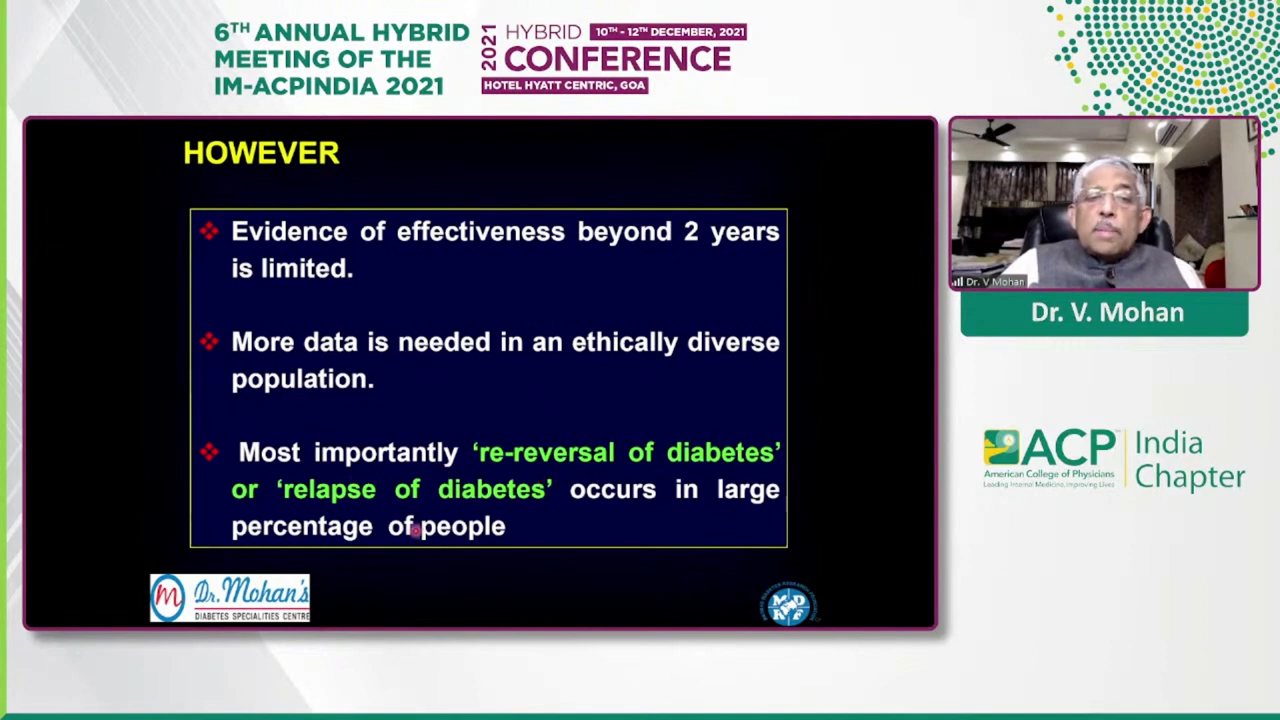 6TH ANNUAL HYBRID
MEETING OF THE
IM-ACPINDIA 2021
2021
HYBRID
10TH - 12TH DECEMBER, 2021
CONFERENCE
HOTEL HYATT CENTRIC, GOA
HOWEVER
Evidence of effectiveness beyond 2 years
is limited.
More data is needed in an ethically diverse
population.
Most importantly ‘re-reversal of diabetes’
or ‘relapse of diabetes’ occurs in large
percentage of people
m Dr. Mohan's
DIABETES SPECIALITIES CENTRE
MDRF
Dr. V Mohan
Dr. V. Mohan
ACP
American College of Physicians
Leading Internal Medicine, Improving Lives
India
Chapter